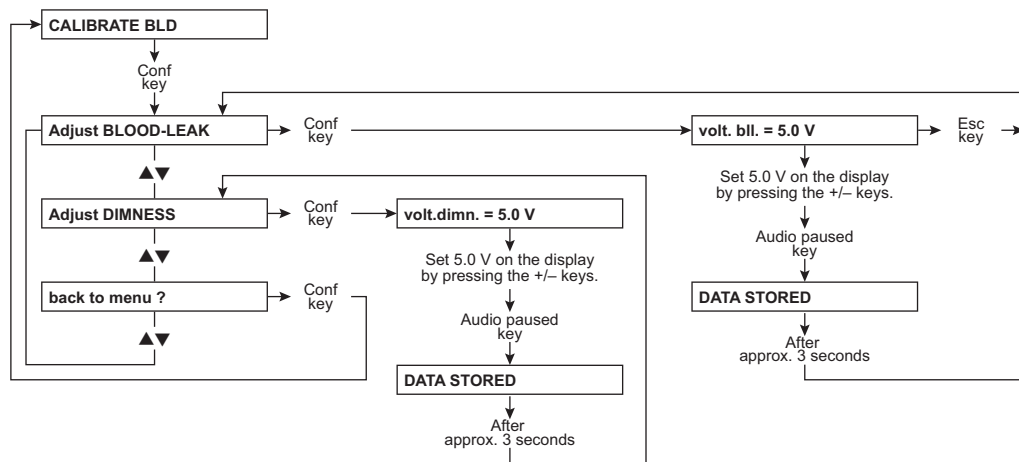 CALIBRATE BLD
Conf
key
Adjust BLOOD-LEAK
Conf
key
volt. bll. = 5.0 V
Esc
key
Set 5.0 V on the display
by pressing the +/– keys.
Audio paused
key
DATA STORED
After
approx. 3 seconds
▲▼
Adjust DIMNESS
Conf
key
volt.dimn. = 5.0 V
Set 5.0 V on the display
by pressing the +/– keys.
Audio paused
key
DATA STORED
After
approx. 3 seconds
▲▼
back to menu ?
Conf
key
▲▼